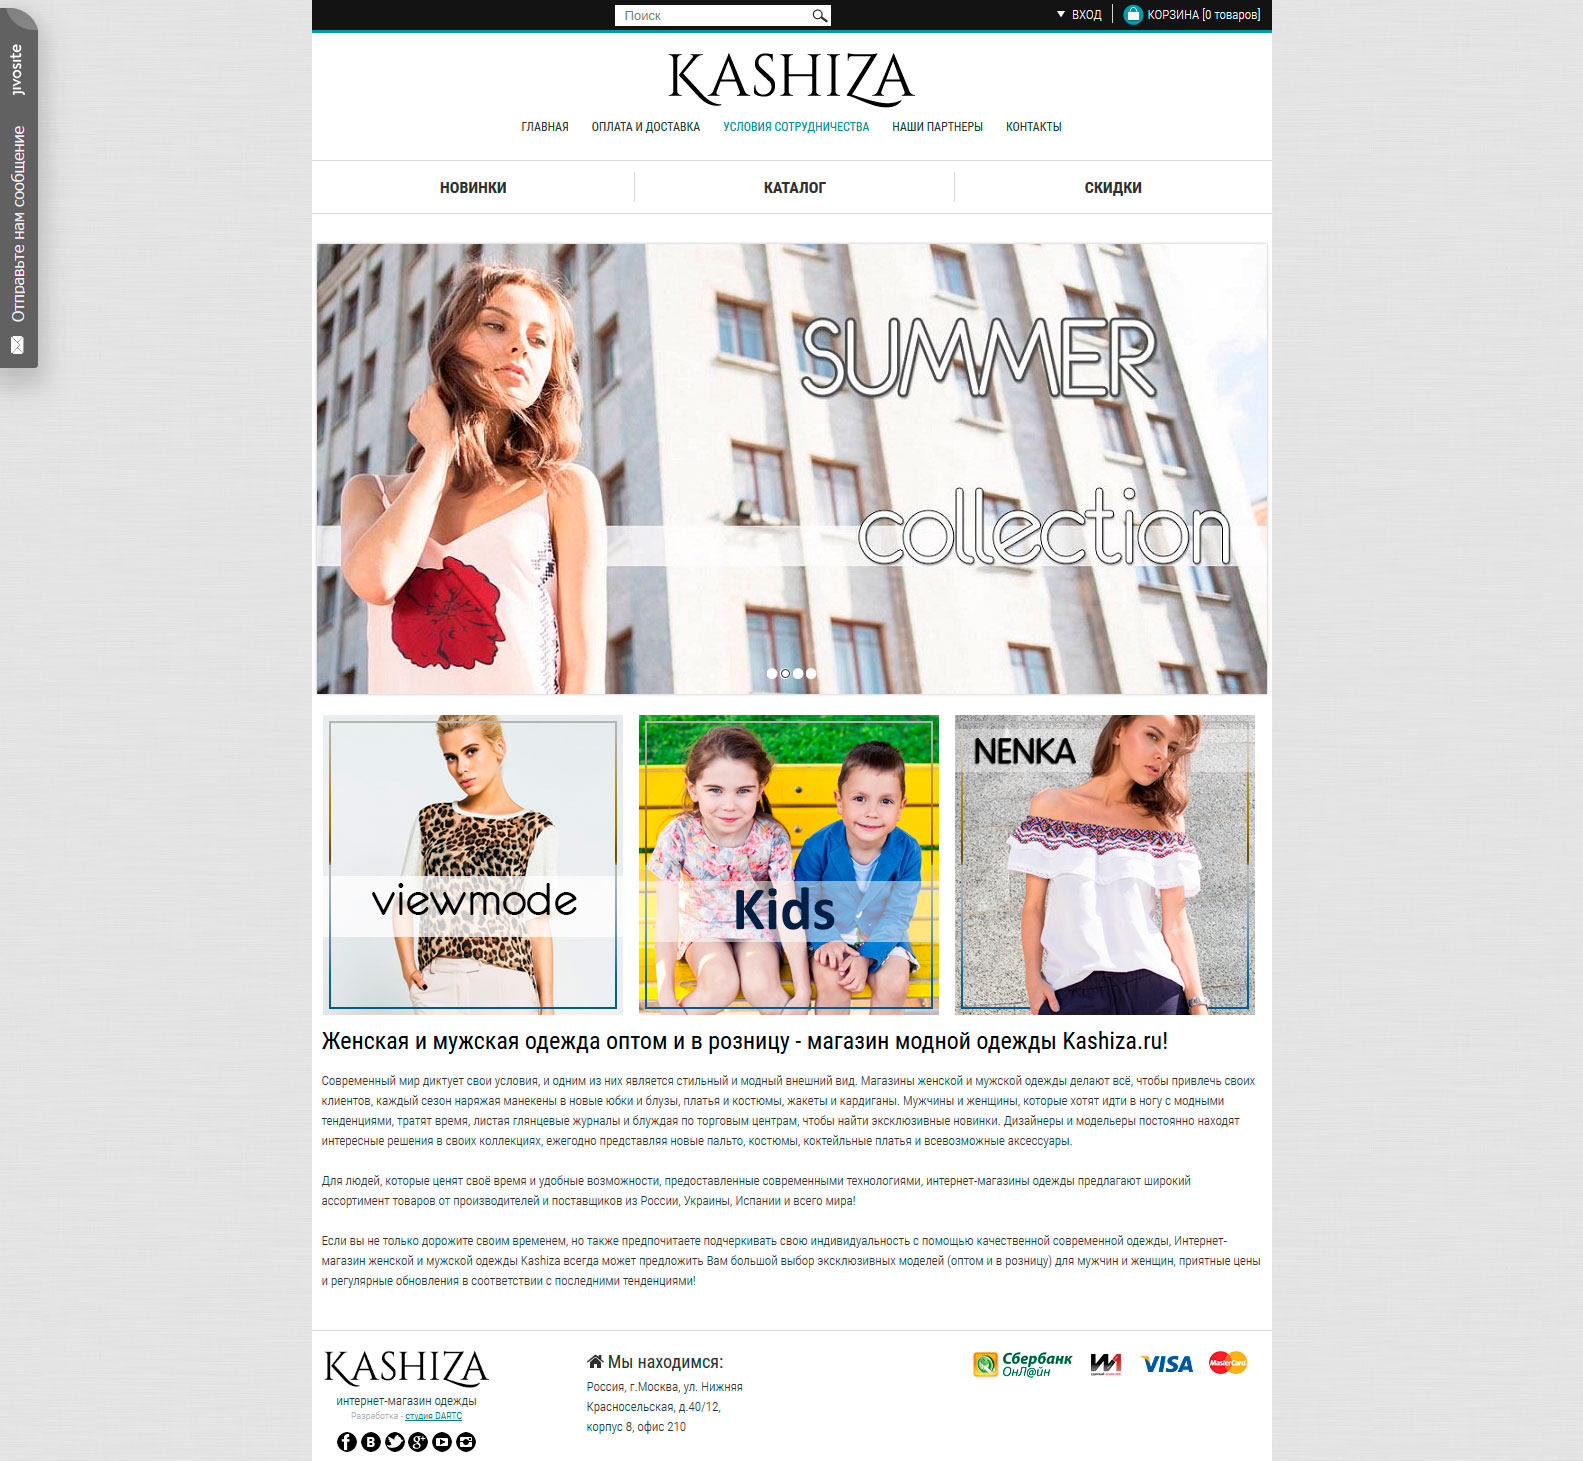 Поиск
ВХОД
КОРЗИНА [0 товаров]
jivosite
Отправьте нам сообщение
KASHIZA
ГЛАВНАЯ ОПЛАТА И ДОСТАВКА УСЛОВИЯ СОТРУДНИЧЕСТВА НАШИ ПАРТНЕРЫ КОНТАКТЫ
НОВИНКИ КАТАЛОГ СКИДКИ
SUMMER
collection
viewmode
Kids
NENKA
Женская и мужская одежда оптом и в розницу - магазин модной одежды Kashiza.ru!
Современный мир диктует свои условия, и одним из них является стильный и модный внешний вид. Магазины женской и мужской одежды делают всё, чтобы привлечь своих
клиентов, каждый сезон наряжая манекены в новые юбки и блузы, платья и костюмы, жакеты и кардиганы. Мужчины и женщины, которые хотят идти в ногу с модными
тенденциями, тратят время, листая глянцевые журналы и блуждая по торговым центрам, чтобы найти эксклюзивные новинки. Дизайнеры и модельеры постоянно находят
интересные решения в своих коллекциях, ежегодно представляя новые пальто, костюмы, коктейльные платья и всевозможные аксессуары.
Для людей, которые ценят своё время и удобные возможности, предоставленные современными технологиями, интернет-магазины одежды предлагают широкий
ассортимент товаров от производителей и поставщиков из России, Украины, Испании и всего мира!
Если вы не только дорожите своим временем, но также предпочитаете подчеркивать свою индивидуальность с помощью качественной современной одежды, Интернет-
магазин женской и мужской одежды Kashiza всегда может предложить Вам большой выбор эксклюзивных моделей (оптом и в розницу) для мужчин и женщин, приятные цены
и регулярные обновления в соответствии с последними тенденциями!
KASHIZA
интернет-магазин одежды
Разработка - студия DARTC
Мы находимся:
Россия, г.Москва, ул. Нижняя
Красносельская, д.40/12,
корпус 8, офис 210
Сбербанк
ОнЛ@йн
VISA
MasterCard